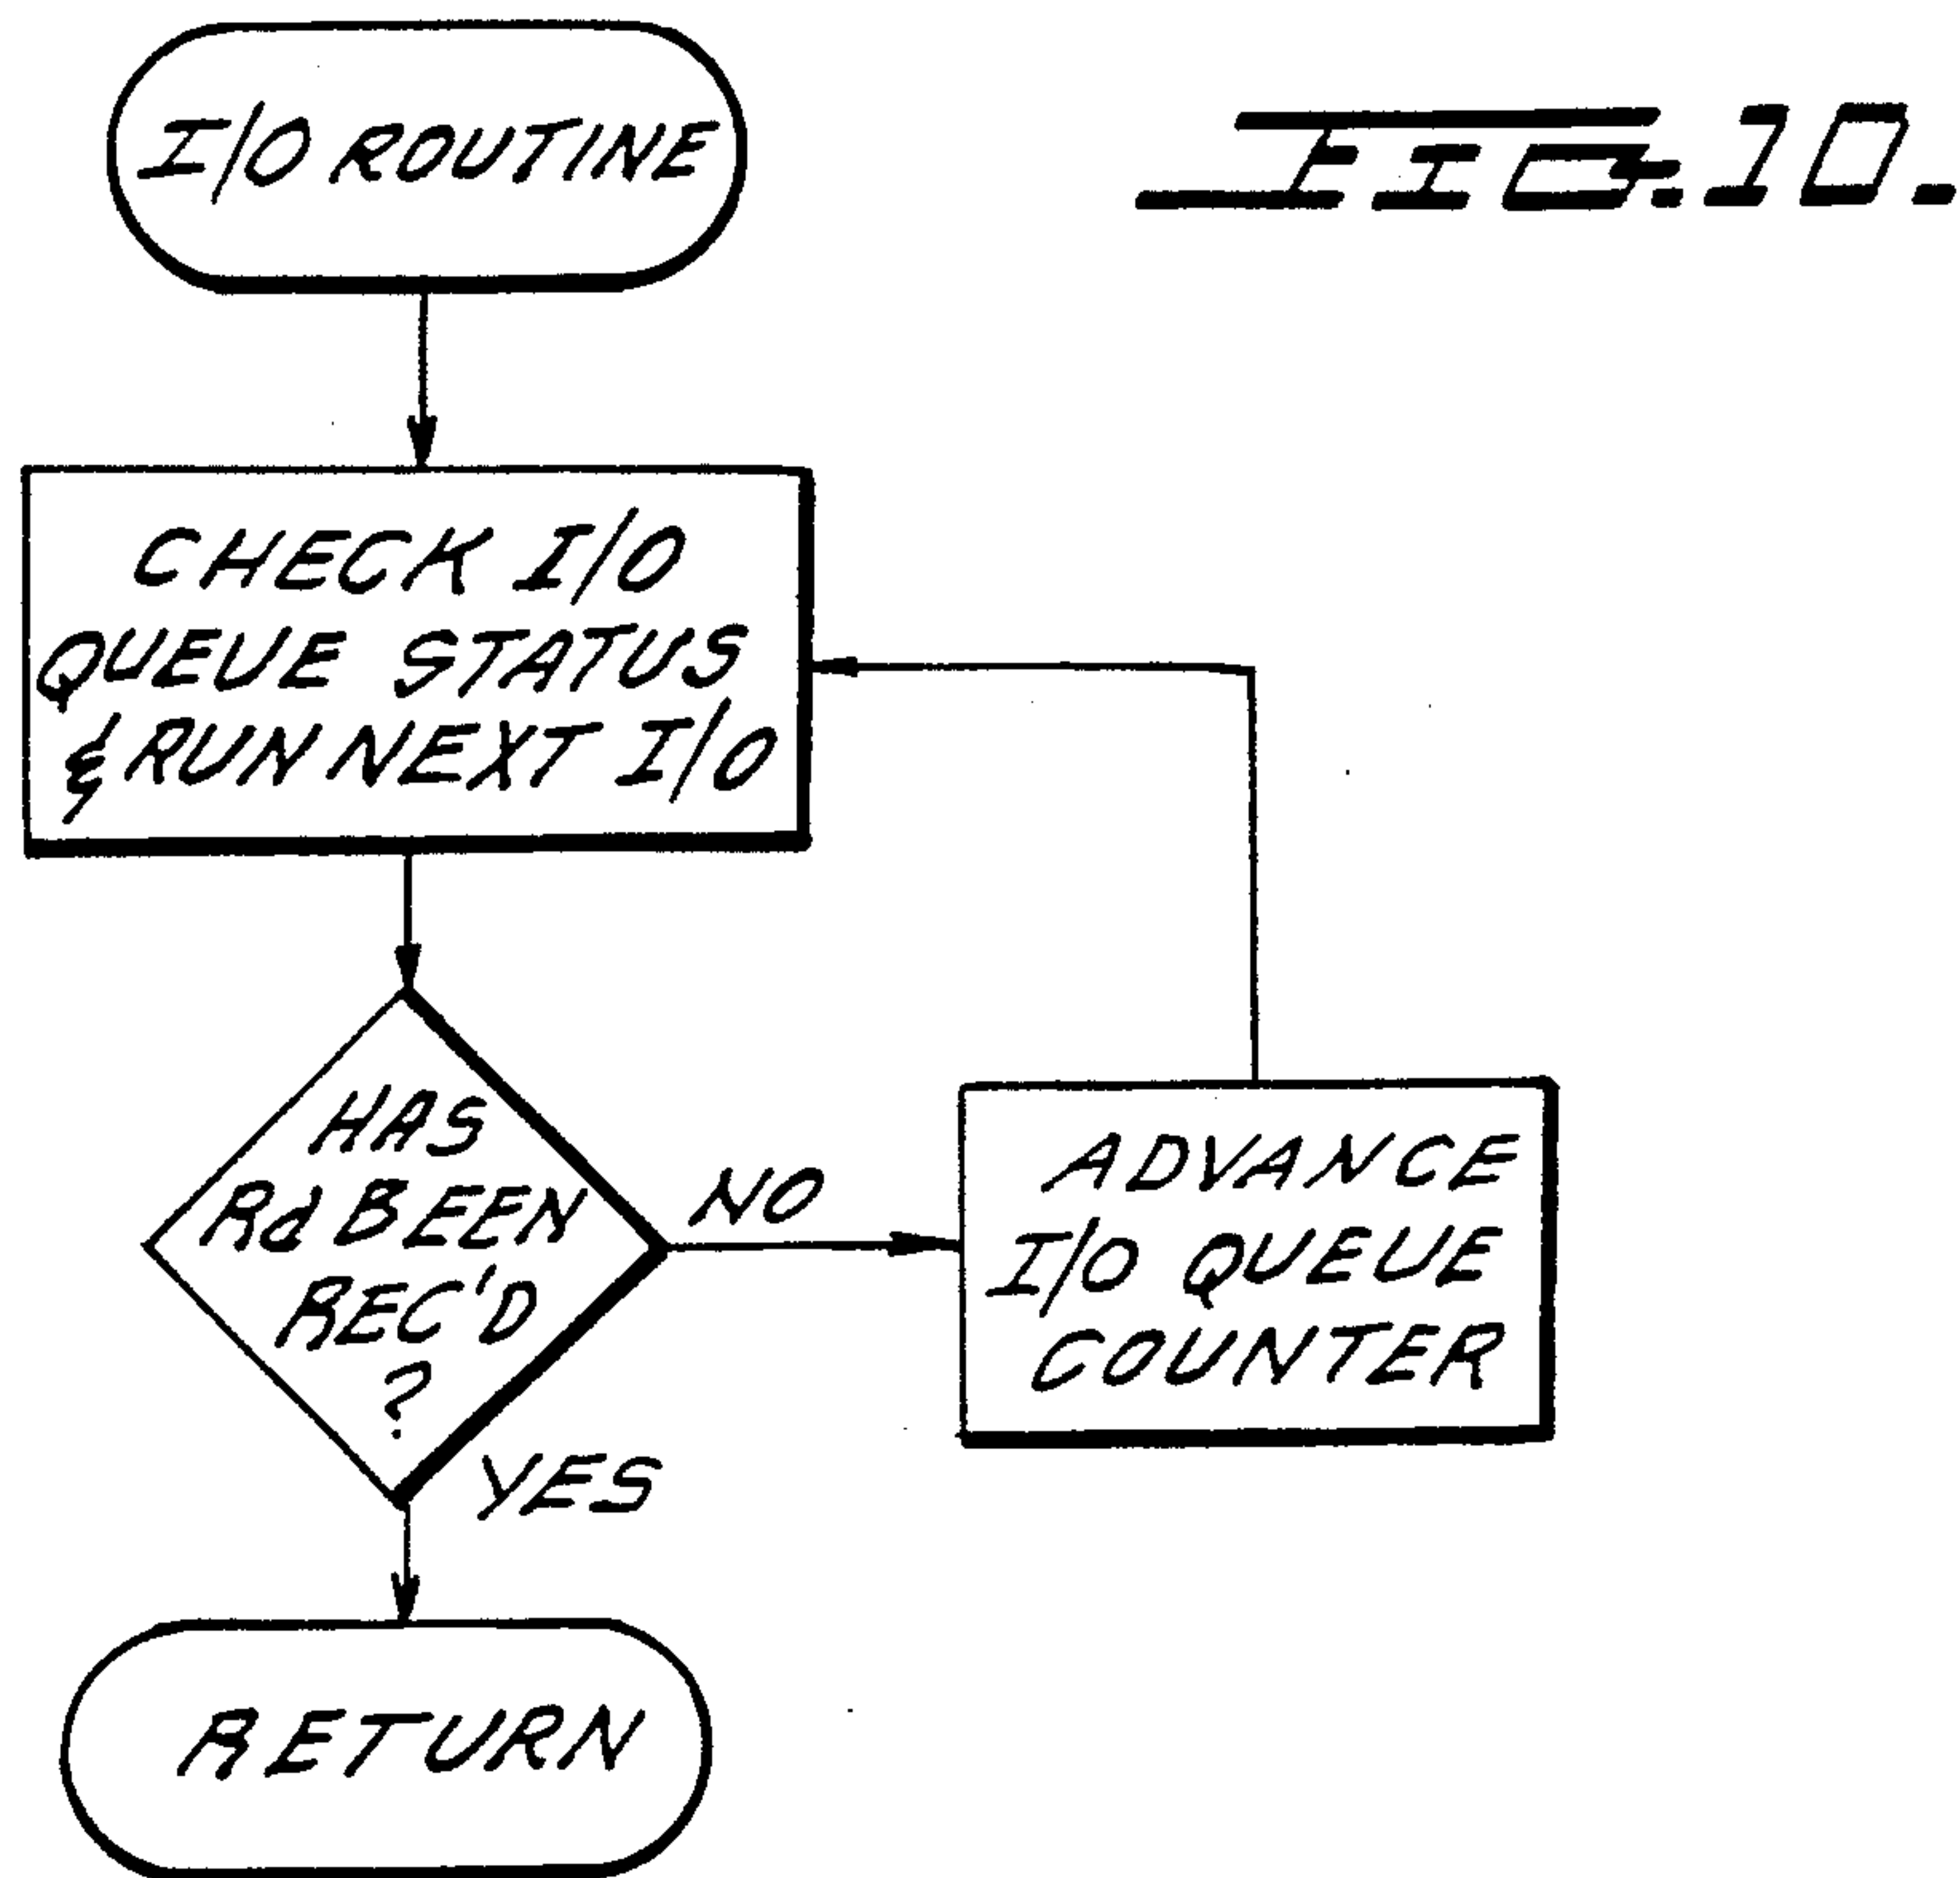 I/O ROUTINE
FIG. 10.
CHECK I/O
QUEUE STATUS
& RUN NEXT I/O
HAS
Rd BEEN
REC'D
?
NO
YES
ADVANCE
I/O QUEUE
COUNTER
RETURN